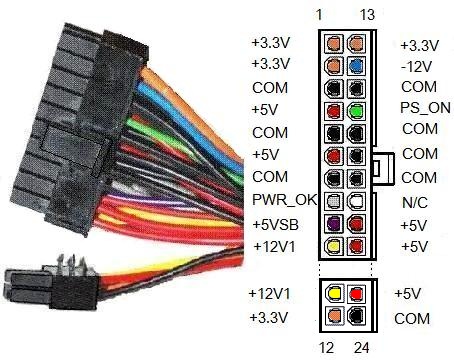 1 13
+3.3V +3.3V
+3.3V -12V
COM COM
+5V PS_ON
COM COM
+5V COM
COM COM
PWR_OK N/C
+5VSB +5V
+12V1 +5V
+12V1 +5V
+3.3V COM
12 24